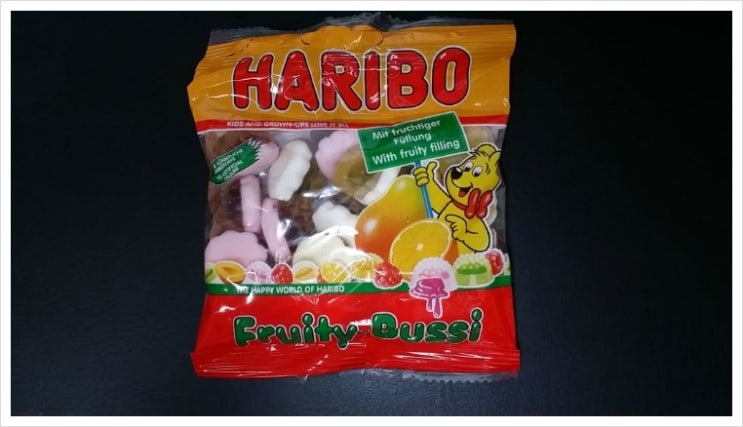 HARIBO
KIDS AND GROWN-UPS LOVE IT SO,
Mit fruchtiger
Füllung
With fruity filling
THE HAPPY WORLD OF HARIBO
Fruity-Bussi